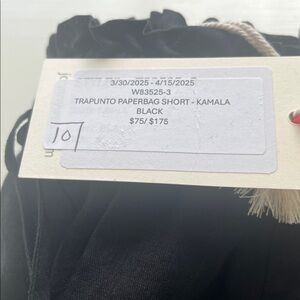 3/30/2025 - 4/15/2025
W83525-3
TRAPUNTO PAPERBAG SHORT - KAMALA
BLACK
$75/ $175
10